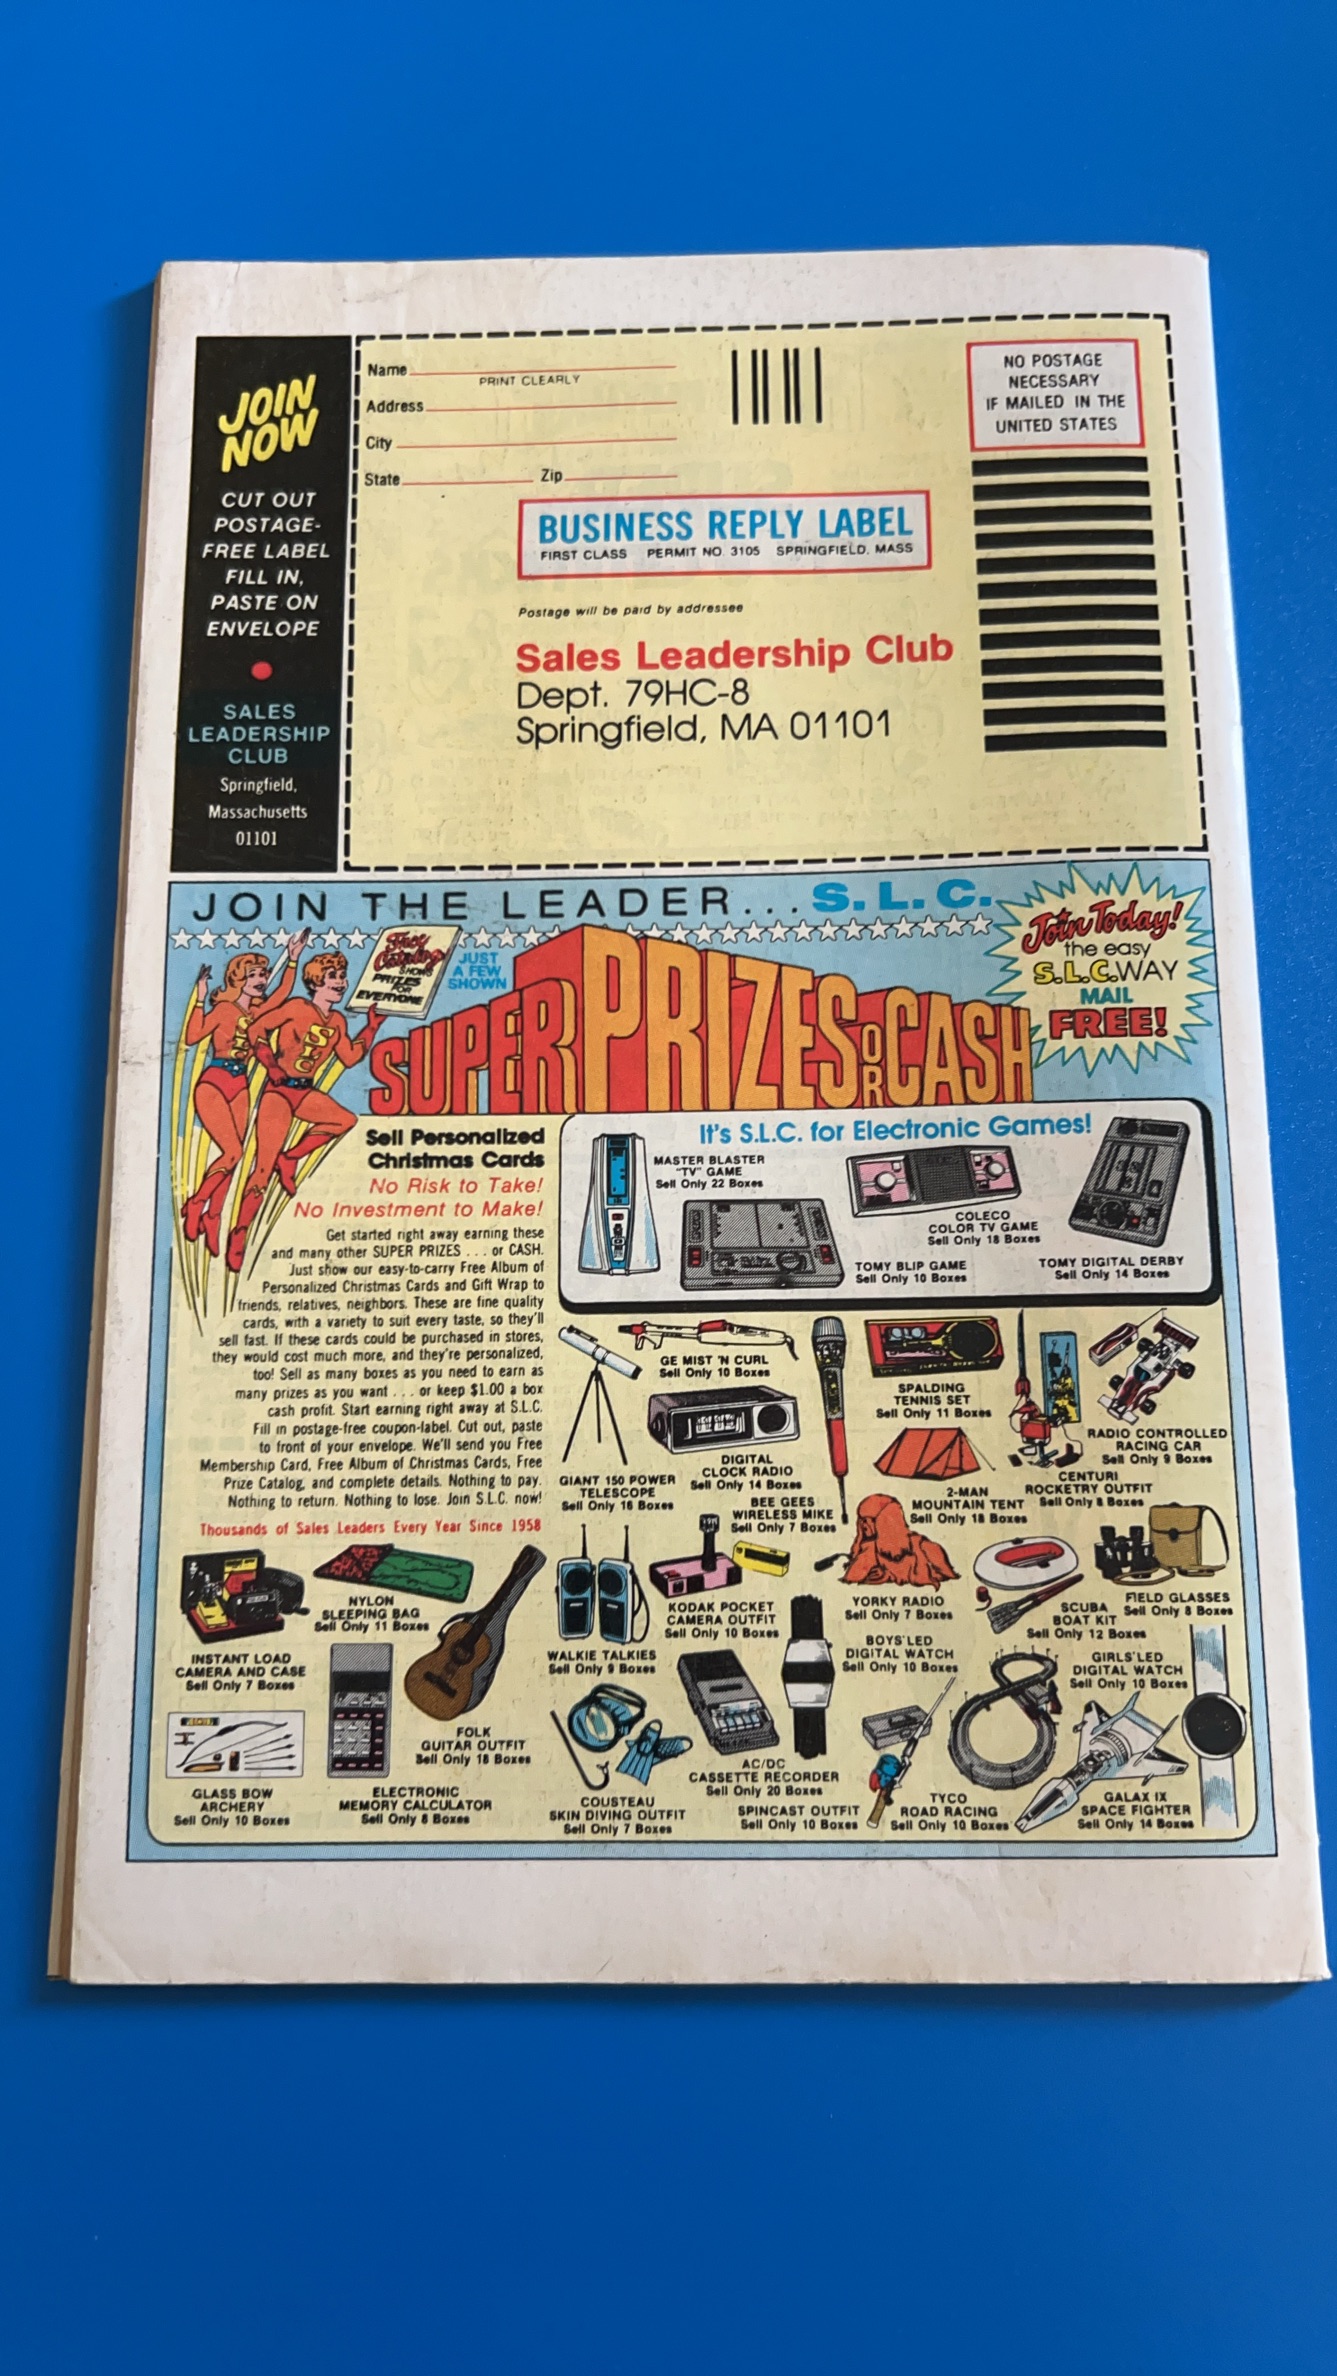 JOIN
NOW
CUT OUT
POSTAGE-
FREE LABEL
FILL IN,
PASTE ON
ENVELOPE
SALES
LEADERSHIP
CLUB
Springfield,
Massachusetts
01101
Name
PRINT CLEARLY
Address
City
State Zip
NO POSTAGE
NECESSARY
IF MAILED IN THE
UNITED STATES
BUSINESS REPLY LABEL
FIRST CLASS PERMIT NO. 3105 SPRINGFIELD, MASS
Postage will be paid by addressee
Sales Leadership Club
Dept. 79HC-8
Springfield, MA 01101
JOIN THE LEADER... S.L.C.
Join Today!
the easy
S.L.C. WAY
MAIL
FREE!
Free
Catalog
SHOWS
PRIZES
FOR
EVERYONE
JUST
A FEW
SHOWN
SLC
SUPER PRIZES OR CASH
Sell Personalized
Christmas Cards
No Risk to Take!
No Investment to Make!
Get started right away earning these
and many other SUPER PRIZES . . . or CASH.
Just show our easy-to-carry Free Album of
Personalized Christmas Cards and Gift Wrap to
friends, relatives, neighbors. These are fine quality
cards, with a variety to suit every taste, so they'll
sell fast. If these cards could be purchased in stores,
they would cost much more, and they're personalized,
too! Sell as many boxes as you need to earn as
many prizes as you want . . . or keep $1.00 a box
cash profit. Start earning right away at S.L.C.
Fill in postage-free coupon-label. Cut out, paste
to front of your envelope. We'll send you Free
Membership Card, Free Album of Christmas Cards, Free
Prize Catalog, and complete details. Nothing to pay.
Nothing to return. Nothing to lose. Join S.L.C. now!
Thousands of Sales Leaders Every Year Since 1958
It's S.L.C. for Electronic Games!
MASTER BLASTER
"TV" GAME
Sell Only 22 Boxes
COLECO
COLOR TV GAME
Sell Only 18 Boxes
TOMY BLIP GAME
Sell Only 10 Boxes
TOMY DIGITAL DERBY
Sell Only 14 Boxes
GE MIST 'N CURL
Sell Only 10 Boxes
SPALDING
TENNIS SET
Sell Only 11 Boxes
RADIO CONTROLLED
RACING CAR
Sell Only 9 Boxes
GIANT 150 POWER
TELESCOPE
Sell Only 16 Boxes
DIGITAL
CLOCK RADIO
Sell Only 14 Boxes
BEE GEES
WIRELESS MIKE
Sell Only 7 Boxes
2-MAN
MOUNTAIN TENT
Sell Only 18 Boxes
CENTURI
ROCKETRY OUTFIT
Sell Only 8 Boxes
NYLON
SLEEPING BAG
Sell Only 11 Boxes
KODAK POCKET
CAMERA OUTFIT
Sell Only 10 Boxes
YORKY RADIO
Sell Only 7 Boxes
SCUBA
BOAT KIT
Sell Only 12 Boxes
FIELD GLASSES
Sell Only 8 Boxes
INSTANT LOAD
CAMERA AND CASE
Sell Only 7 Boxes
WALKIE TALKIES
Sell Only 9 Boxes
BOYS' LED
DIGITAL WATCH
Sell Only 10 Boxes
GIRLS' LED
DIGITAL WATCH
Sell Only 10 Boxes
FOLK
GUITAR OUTFIT
Sell Only 18 Boxes
AC/DC
CASSETTE RECORDER
Sell Only 20 Boxes
GLASS BOW
ARCHERY
Sell Only 10 Boxes
ELECTRONIC
MEMORY CALCULATOR
Sell Only 8 Boxes
COUSTEAU
SKIN DIVING OUTFIT
Sell Only 7 Boxes
SPINCAST OUTFIT
Sell Only 10 Boxes
TYCO
ROAD RACING
Sell Only 10 Boxes
GALAX IX
SPACE FIGHTER
Sell Only 14 Boxes